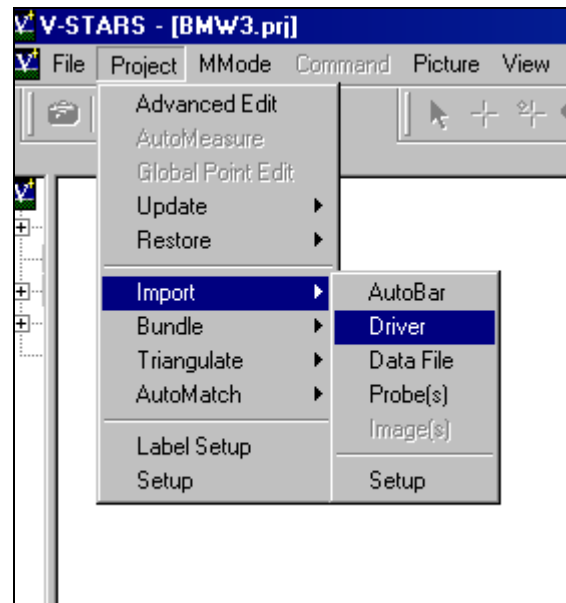 V-STARS - [BMW3.prj]
File Project MMode Command Picture View
Advanced Edit
AutoMeasure
Global Point Edit
Update
Restore
Import
Bundle
Triangulate
AutoMatch
Label Setup
Setup
AutoBar
Driver
Data File
Probe(s)
Image(s)
Setup